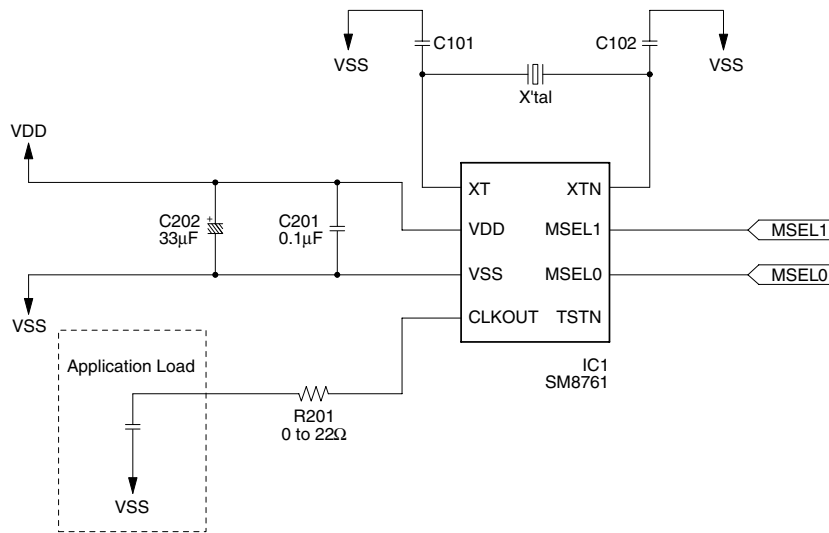 C101
C102
VSS
VSS
X'tal
VDD
XT
XTN
C202
+
33μF
C201
0.1μF
VDD
MSEL1
MSEL1
VSS
MSEL0
MSEL0
VSS
CLKOUT
TSTN
IC1
SM8761
Application Load
R201
0 to 22Ω
VSS